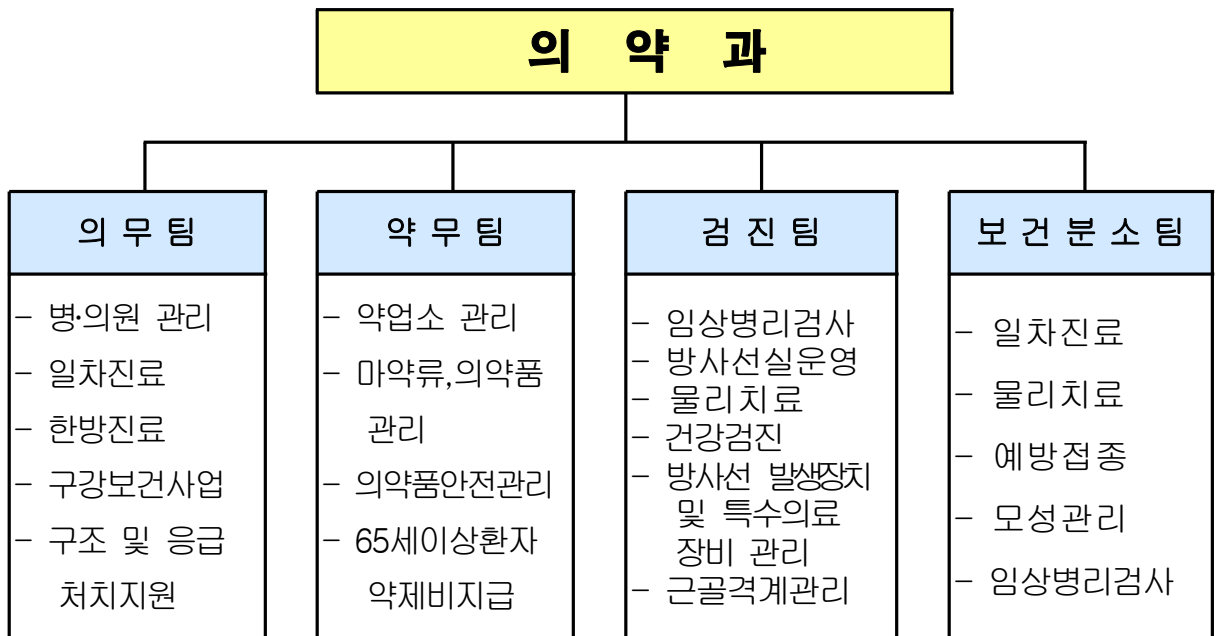 의 약 과
의 무 팀
- 병·의원 관리
- 일차진료
- 한방진료
- 구강보건사업
- 구조 및 응급
처치지원
약 무 팀
- 약업소 관리
- 마약류,의약품
관리
- 의약품안전관리
- 65세이상환자
약제비지급
검 진 팀
- 임상병리검사
- 방사선실운영
- 물리치료
- 건강검진
- 방사선 발생장치
및 특수의료
장비 관리
- 근골격계관리
보 건 분 소 팀
- 일차진료
- 물리치료
- 예방접종
- 모성관리
- 임상병리검사